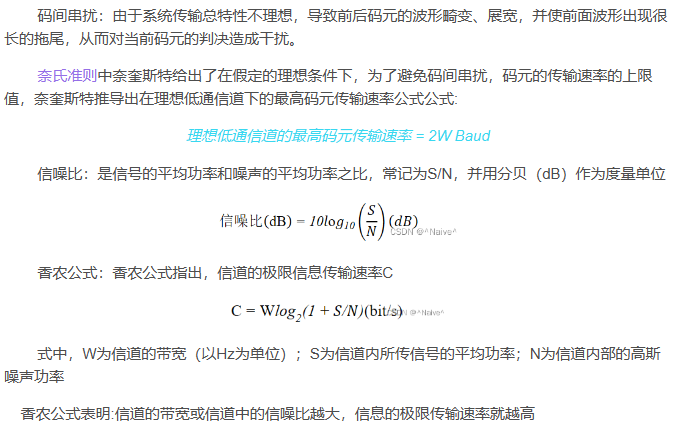 码间串扰：由于系统传输总特性不理想，导致前后码元的波形畸变、展宽，并使前面波形出现很
长的拖尾，从而对当前码元的判决造成干扰。
奈氏准则中奈奎斯特给出了在假定的理想条件下，为了避免码间串扰，码元的传输速率的上限
值，奈奎斯特推导出在理想低通信道下的最高码元传输速率公式公式:
理想低通信道的最高码元传输速率 = 2W Baud
信噪比：是信号的平均功率和噪声的平均功率之比，常记为S/N，并用分贝（dB）作为度量单位
信噪比(dB) = 10log10(S/N)(dB)
CSDN @^Naive^
香农公式：香农公式指出，信道的极限信息传输速率C
C = Wlog2(1 + S/N)(bit/s)
CSDN @^Naive^
式中，W为信道的带宽（以Hz为单位）；S为信道内所传信号的平均功率；N为信道内部的高斯
噪声功率
香农公式表明:信道的带宽或信道中的信噪比越大，信息的极限传输速率就越高